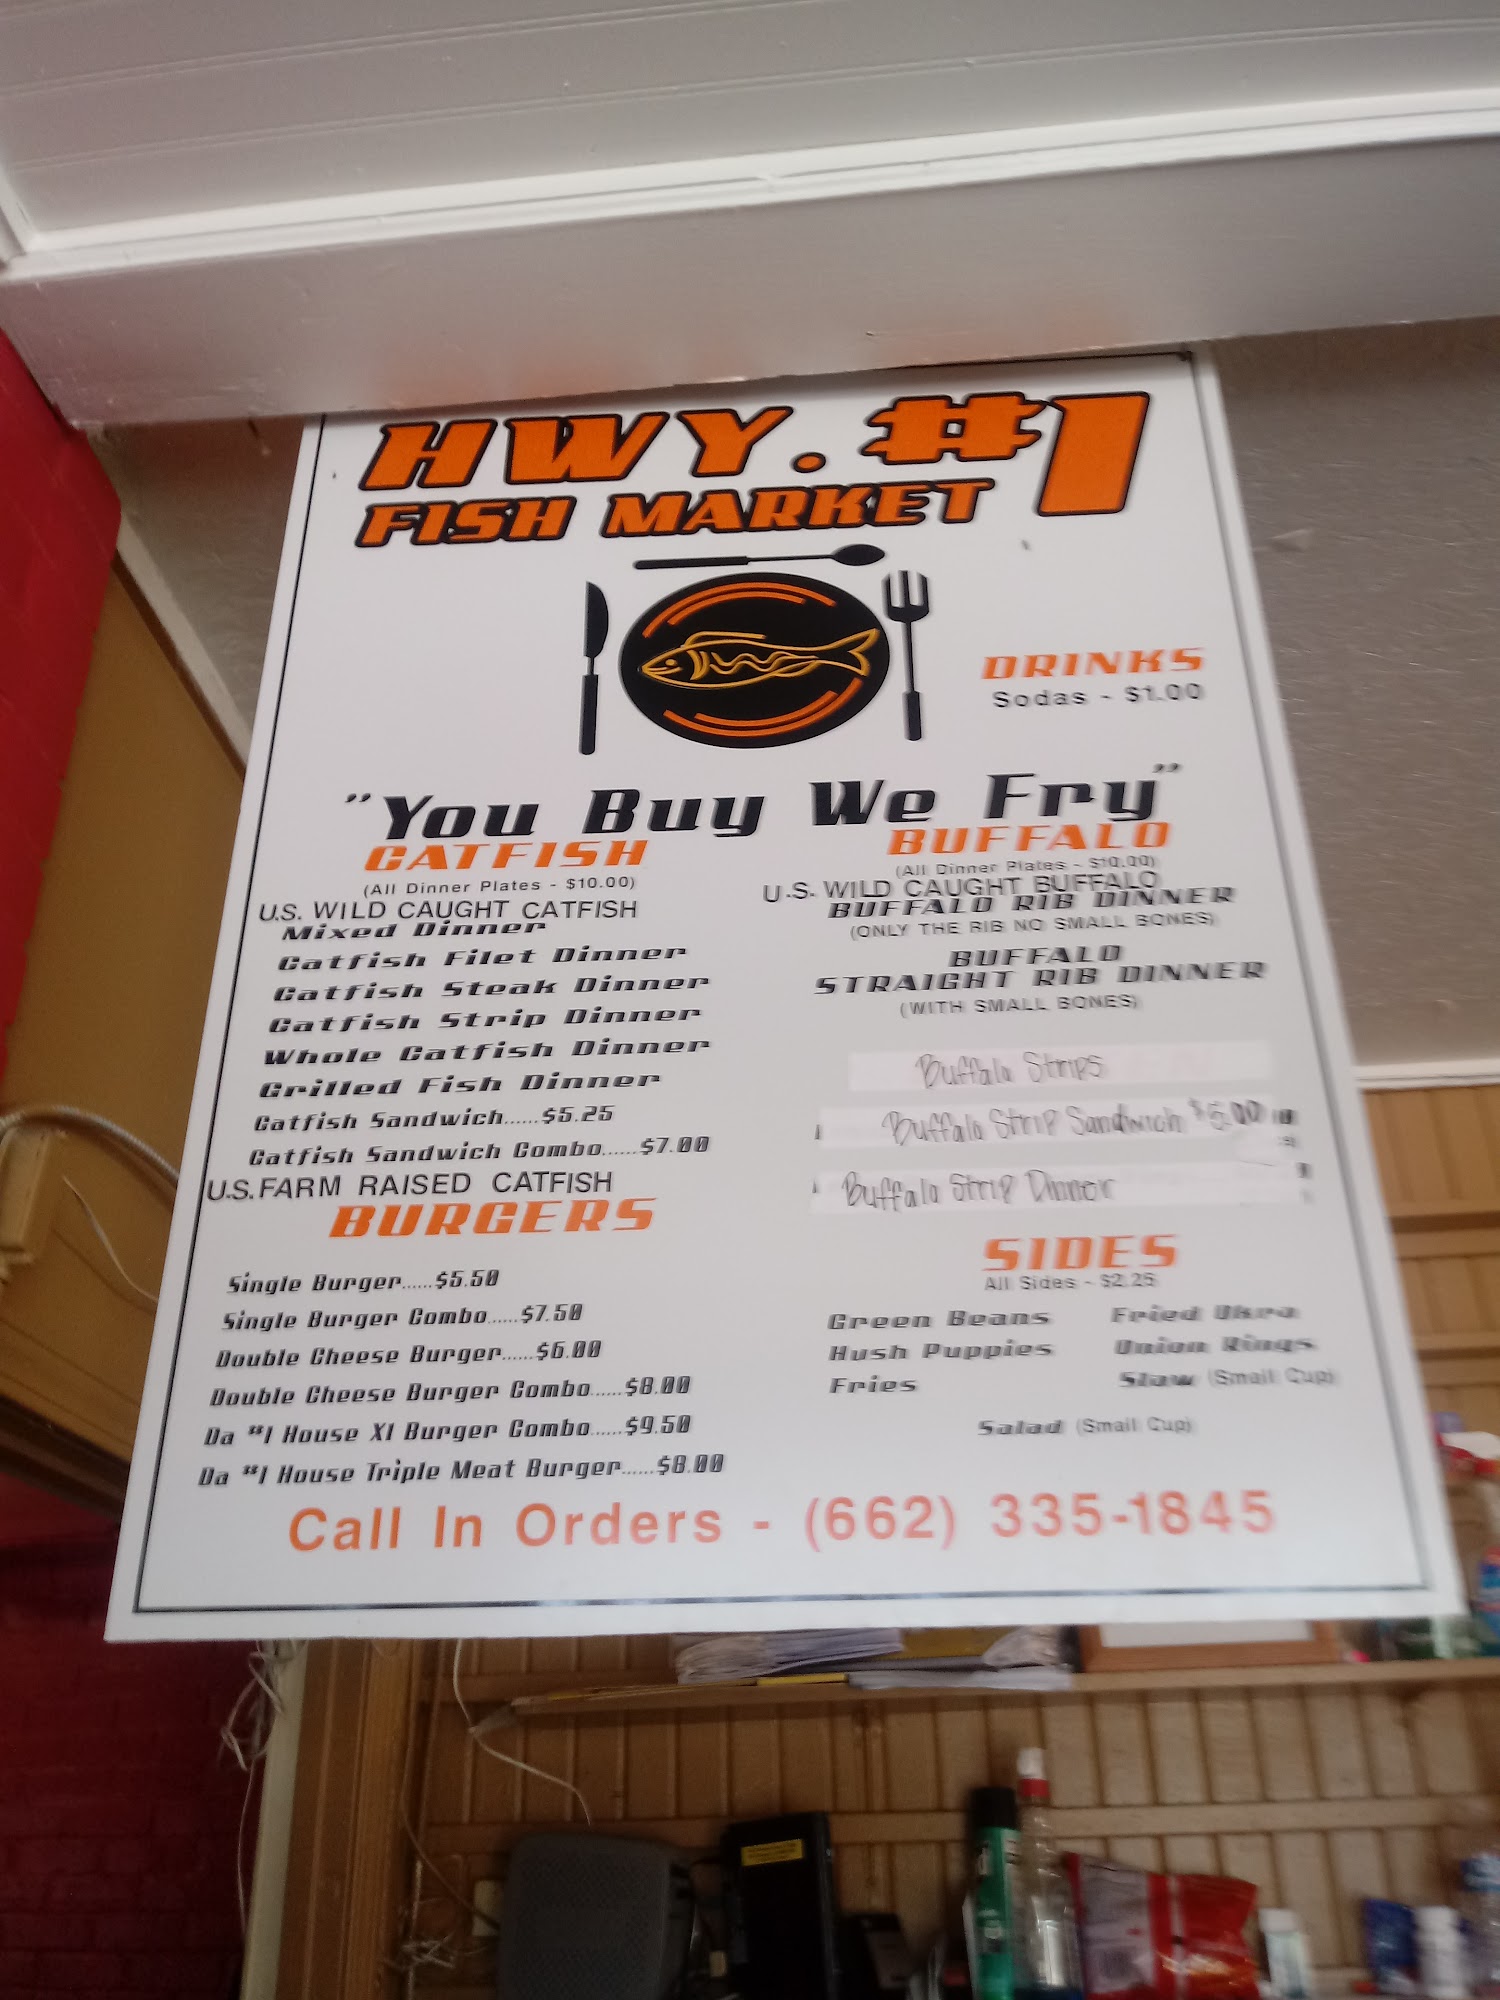 HWY. #1
FISH MARKET
DRINKS
Sodas - $1.00
"You Buy We Fry"
CATFISH
(All Dinner Plates - $10.00)
U.S. WILD CAUGHT CATFISH
Mixed Dinner
Catfish Filet Dinner
Catfish Steak Dinner
Catfish Strip Dinner
Whole Catfish Dinner
Grilled Fish Dinner
Catfish Sandwich......$5.25
Catfish Sandwich Combo......$7.00
U.S. FARM RAISED CATFISH
BURGERS
Single Burger......$5.50
Single Burger Combo......$7.50
Double Cheese Burger......$6.00
Double Cheese Burger Combo......$8.00
Da #1 House X1 Burger Combo......$9.50
Da #1 House Triple Meat Burger......$8.00
BUFFALO
(All Dinner Plates - $10.00)
U.S. WILD CAUGHT BUFFALO
BUFFALO RIB DINNER
(ONLY THE RIB NO SMALL BONES)
BUFFALO
STRAIGHT RIB DINNER
(WITH SMALL BONES)
Buffalo Strips
Buffalo Strip Sandwich $5.00
Buffalo Strip Dinner
SIDES
All Sides - $2.25
Green Beans Fried Okra
Hush Puppies Onion Rings
Fries Slaw (Small Cup)
Salad (Small Cup)
Call In Orders - (662) 335-1845